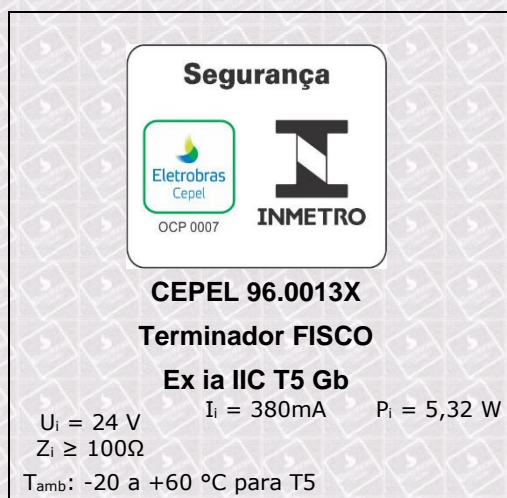 Segurança
Eletrobras
Cepel
OCP 0007
INMETRO
CEPEL 96.0013X
Terminador FISCO
Ex ia IIC T5 Gb
Uᵢ = 24 V Iᵢ = 380mA Pᵢ = 5,32 W
Zᵢ ≥ 100Ω
Tamb: -20 a +60 °C para T5